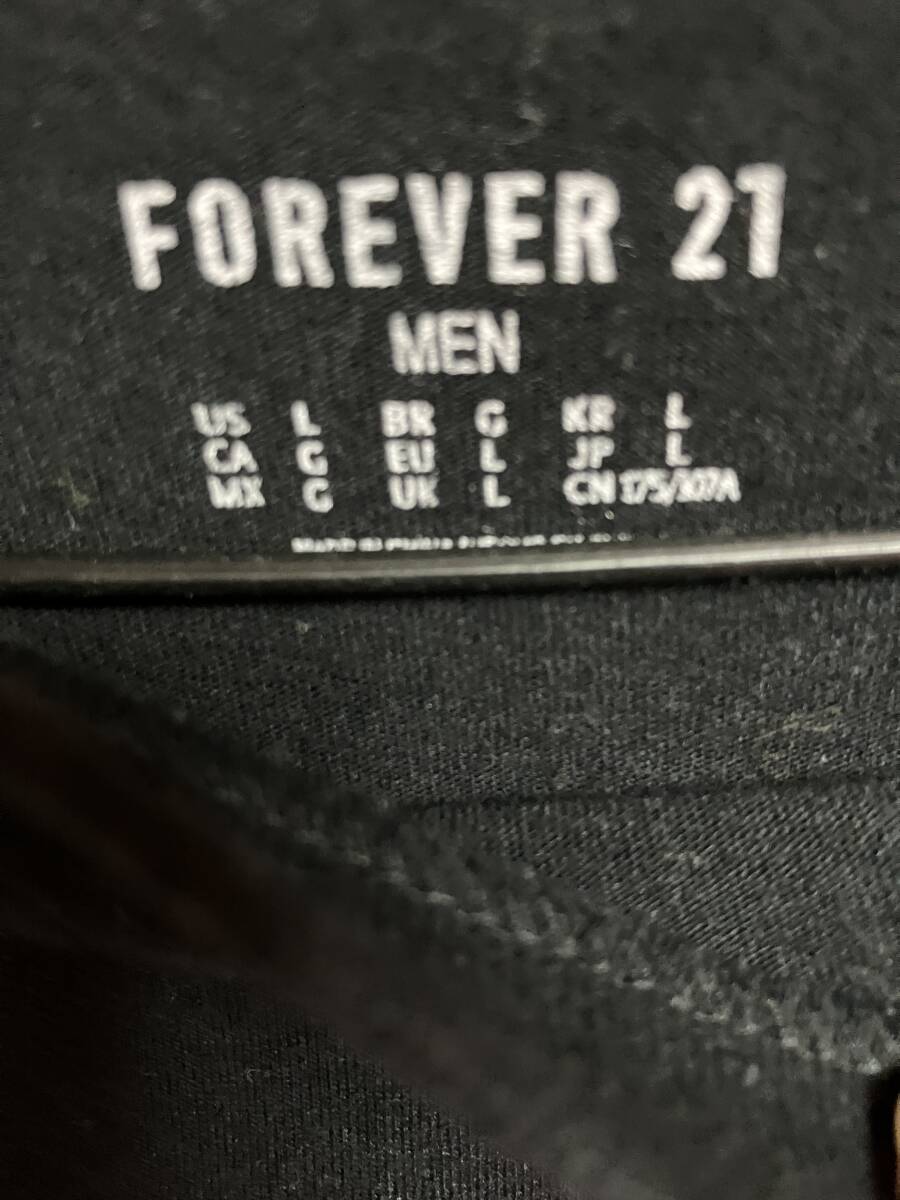 FOREVER 21
MEN
US L BR G KR L
CA G EU L JP L
MX G UK L CN 175/107A